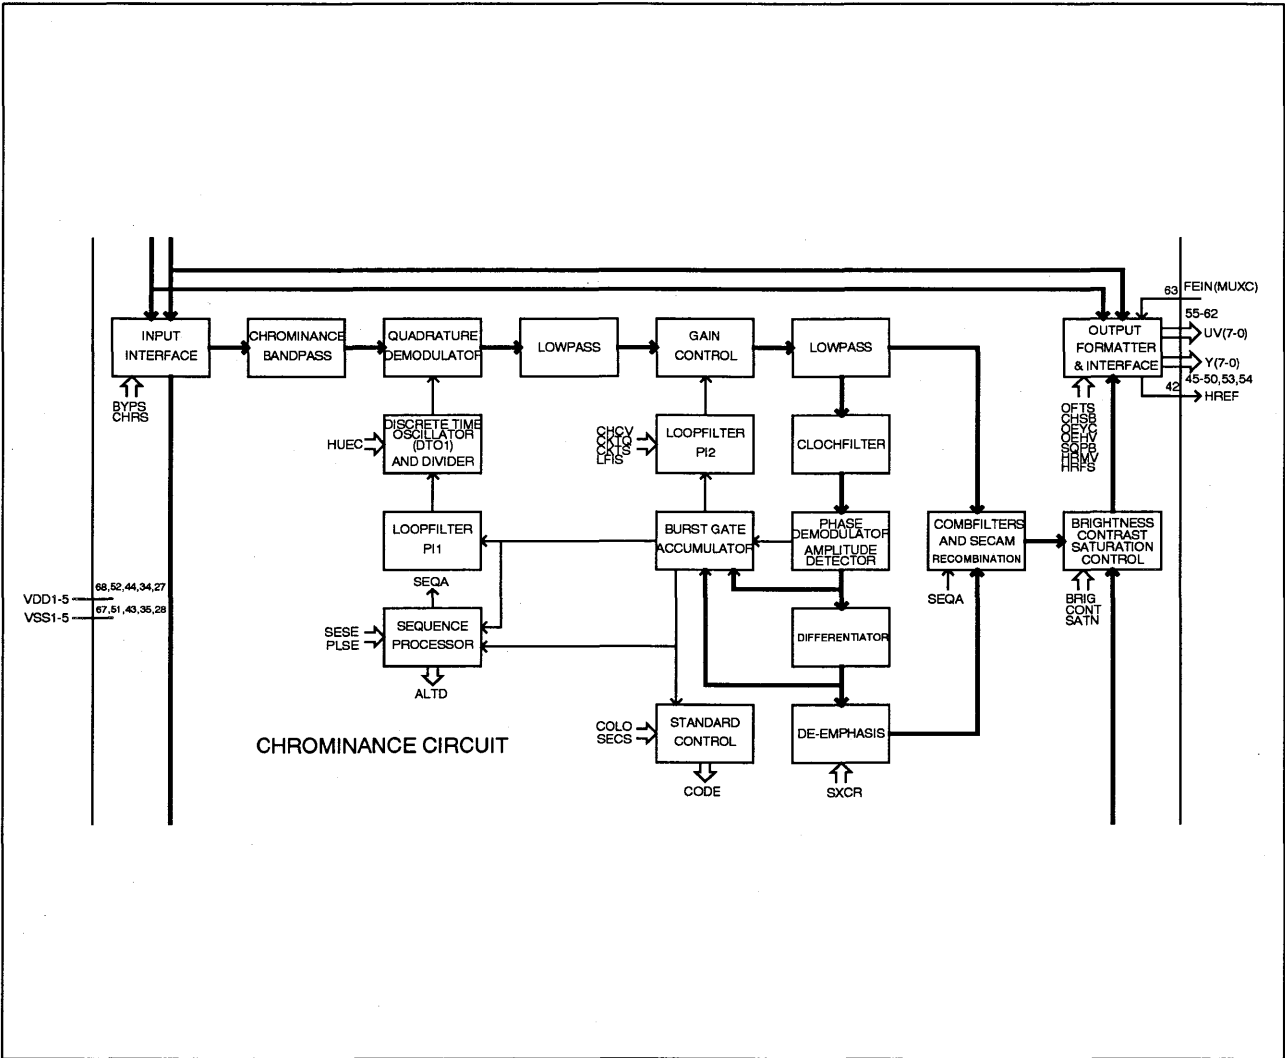 63 FEIN(MUXC)
55-62
UV(7-0)
Y(7-0)
45-50,53,54
42 HREF
INPUT
INTERFACE
CHROMINANCE
BANDPASS
QUADRATURE
DEMODULATOR
LOWPASS
GAIN
CONTROL
LOWPASS
OUTPUT
FORMATTER
& INTERFACE
BYPS
CHRS
HUEC
DISCRETE TIME
OSCILLATOR
(DTO1)
AND DIVIDER
CHCV
CKTQ
CKTS
LFIS
LOOPFILTER
PI2
CLOCHFILTER
OFTS
CHSB
OEYC
OEHV
SQPB
HRMV
HRFS
LOOPFILTER
PI1
BURST GATE
ACCUMULATOR
PHASE
DEMODULATOR
AMPLITUDE
DETECTOR
COMBFILTERS
AND SECAM
RECOMBINATION
BRIGHTNESS
CONTRAST
SATURATION
CONTROL
SEQA
SEQA
BRIG
CONT
SATN
VDD1-5 68,52,44,34,27
VSS1-5 67,51,43,35,28
SESE
PLSE
SEQUENCE
PROCESSOR
DIFFERENTIATOR
ALTD
COLO
SECS
STANDARD
CONTROL
DE-EMPHASIS
CHROMINANCE CIRCUIT
CODE
SXCR